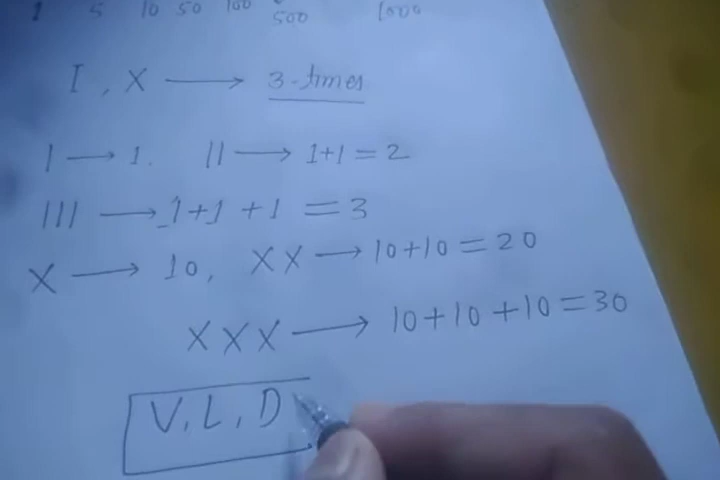 1 5 10 50 100 500 1000
I , X → 3-times
I → 1. II → 1+1=2
III → 1+1+1=3
X → 10, XX → 10+10=20
XXX → 10+10+10=30
V, L, D